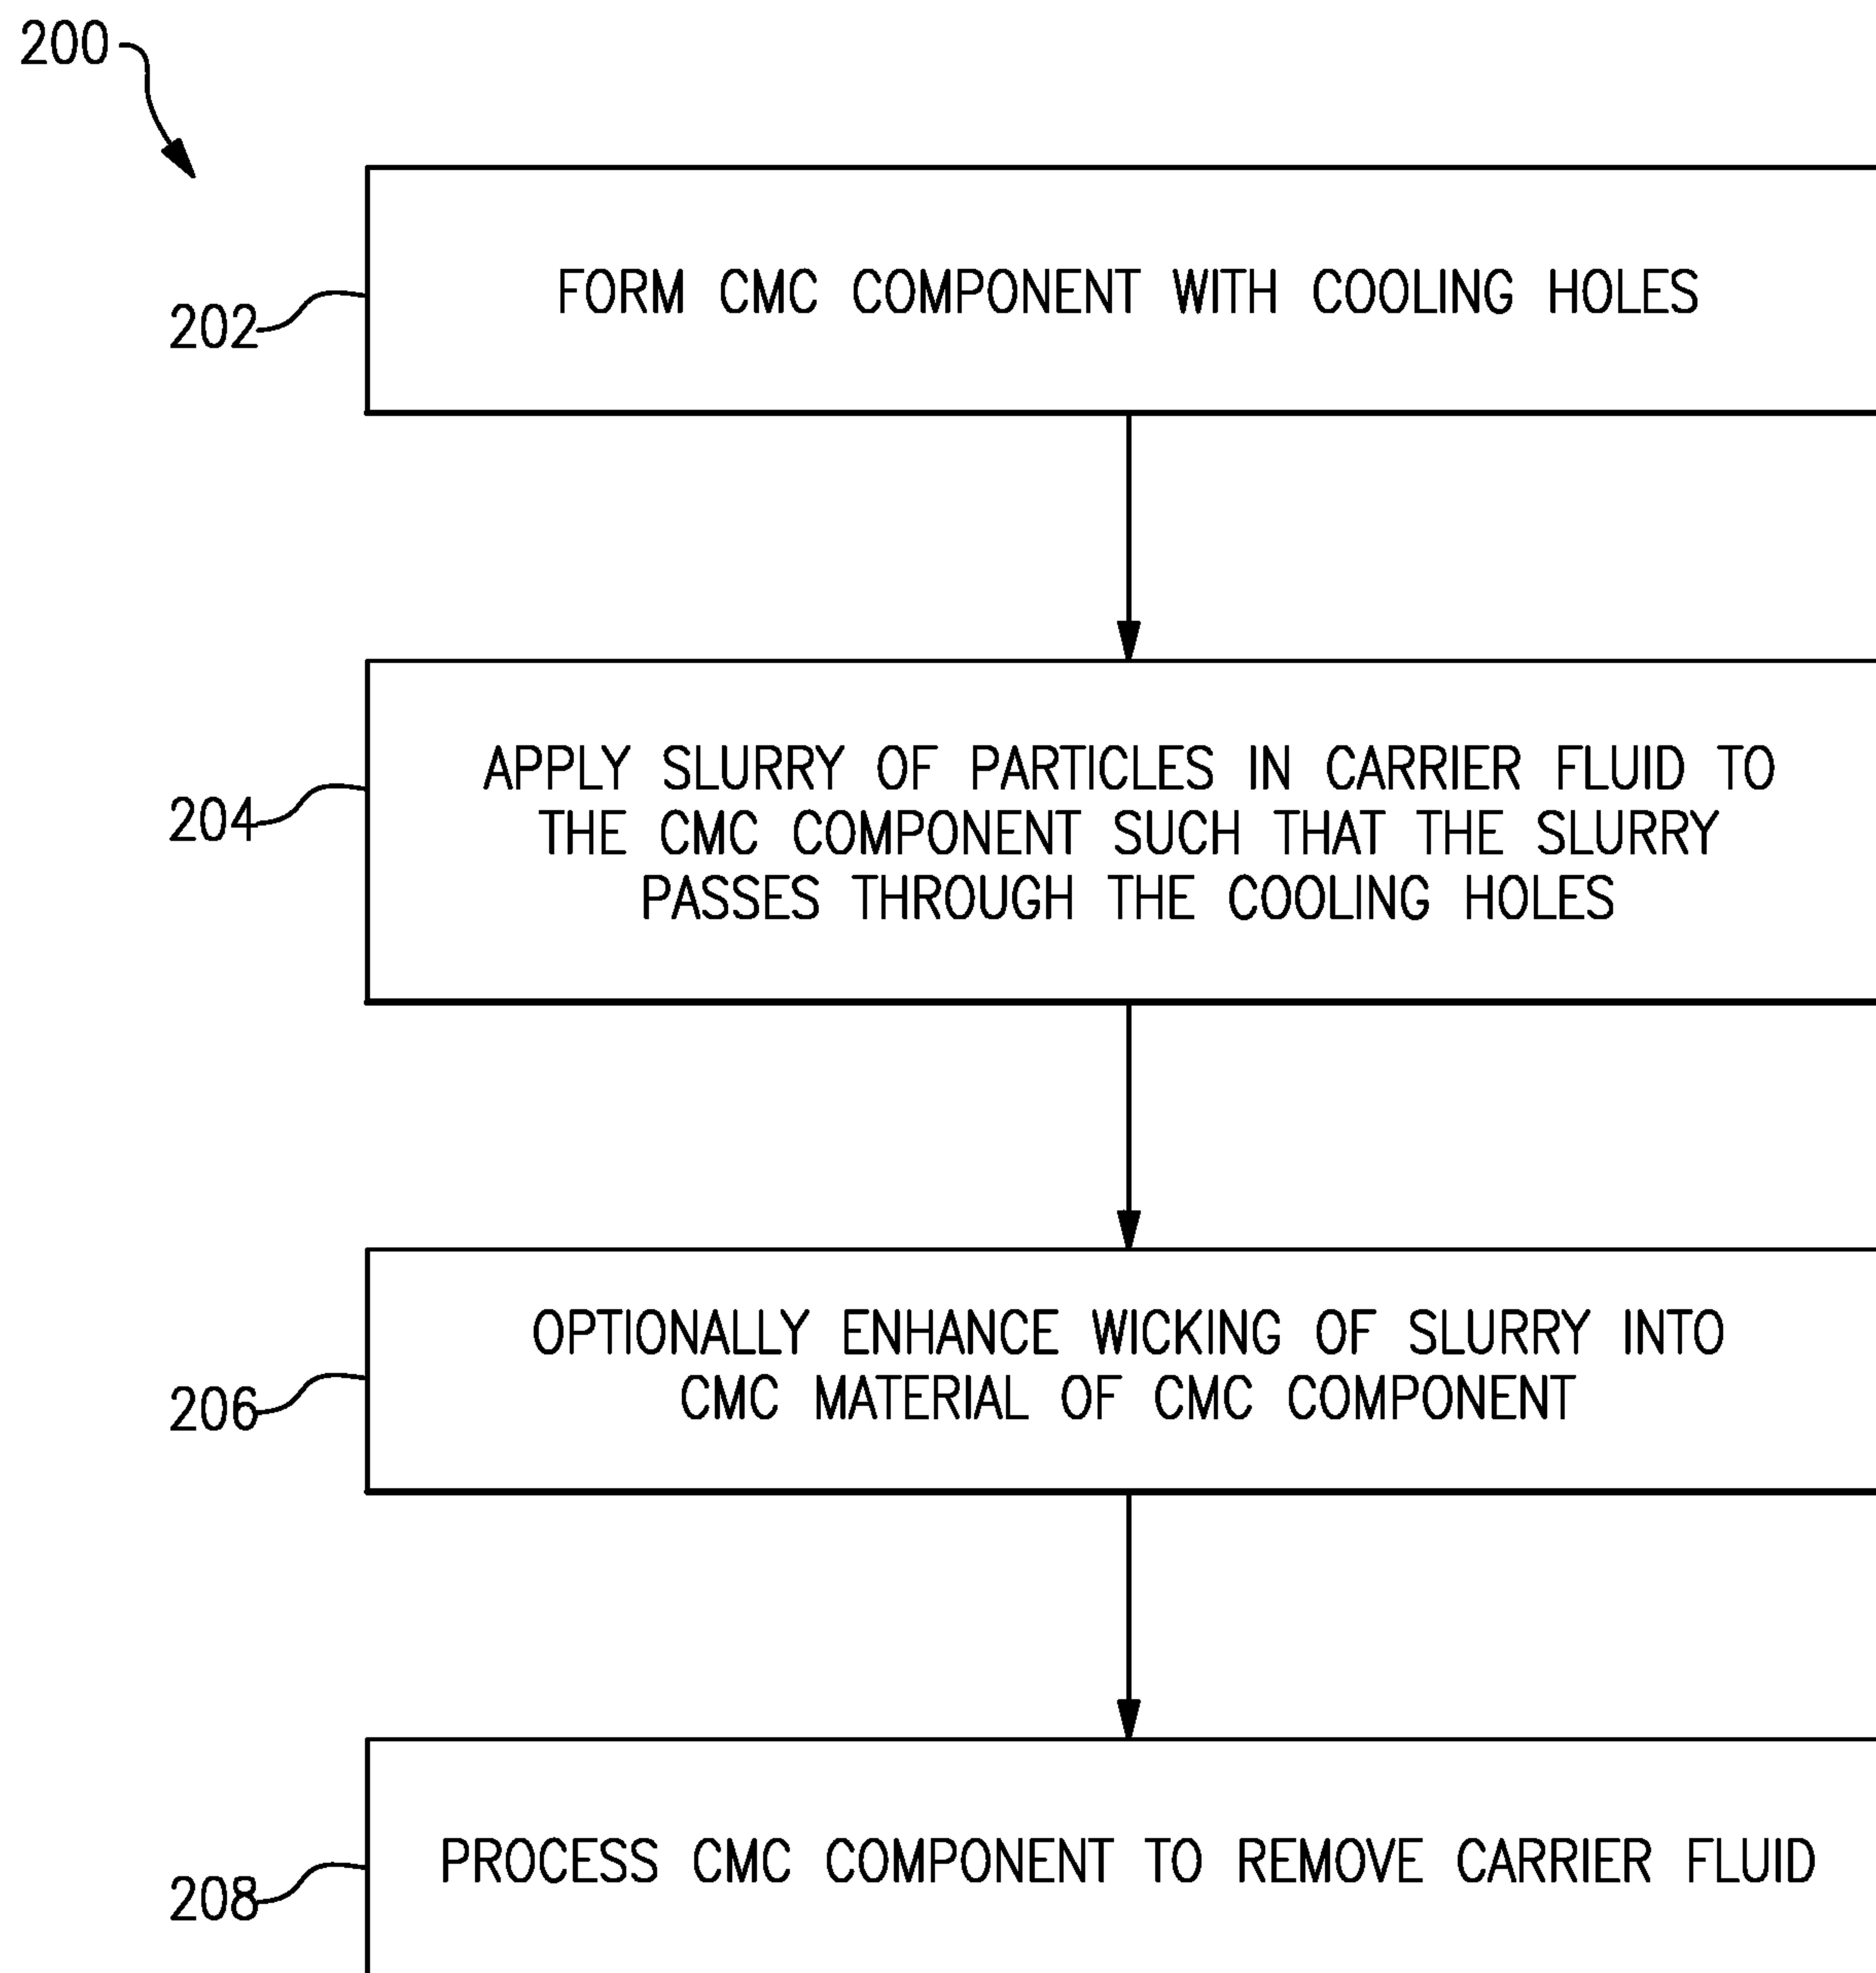 200
202
FORM CMC COMPONENT WITH COOLING HOLES
204
APPLY SLURRY OF PARTICLES IN CARRIER FLUID TO
THE CMC COMPONENT SUCH THAT THE SLURRY
PASSES THROUGH THE COOLING HOLES
206
OPTIONALLY ENHANCE WICKING OF SLURRY INTO
CMC MATERIAL OF CMC COMPONENT
208
PROCESS CMC COMPONENT TO REMOVE CARRIER FLUID